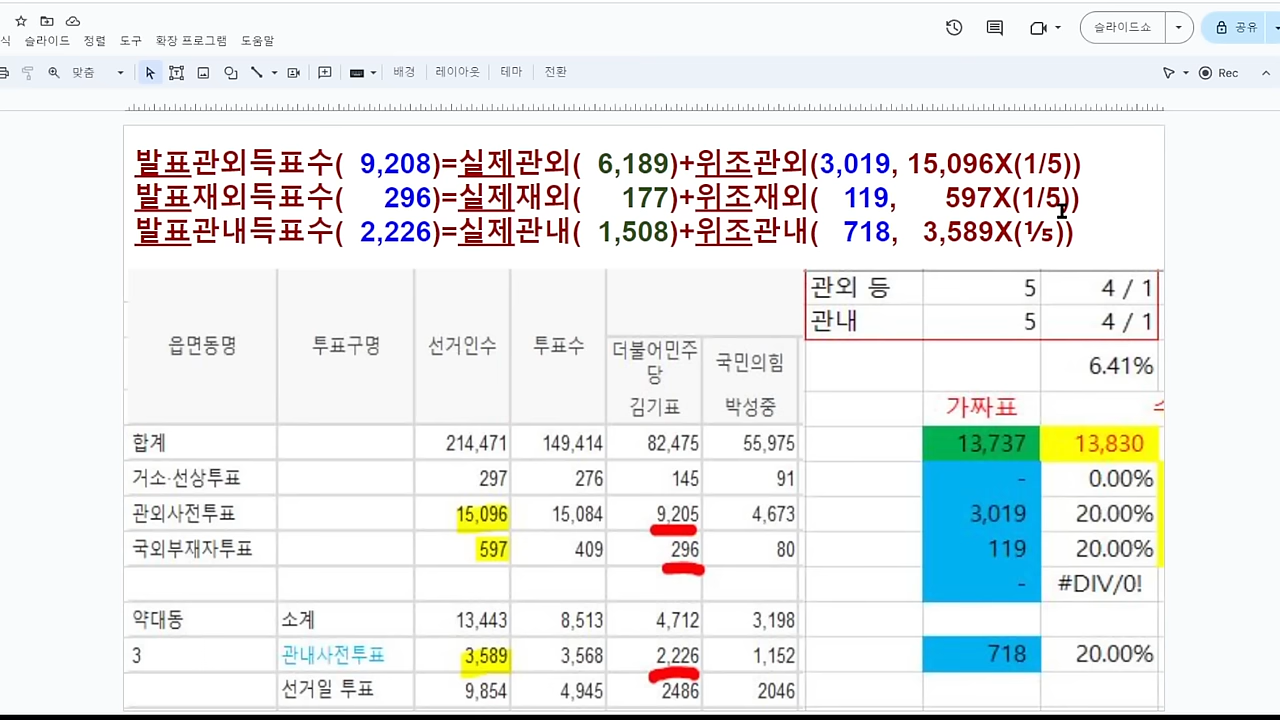 식 슬라이드 정렬 도구 확장 프로그램 도움말
슬라이드쇼 공유
맞춤 배경 레이아웃 테마 전환 Rec
발표관외득표수( 9,208)=실제관외( 6,189)+위조관외(3,019, 15,096X(1/5))
발표재외득표수( 296)=실제재외( 177)+위조재외( 119, 597X(1/5))
발표관내득표수( 2,226)=실제관내( 1,508)+위조관내( 718, 3,589X(⅕))
관외 등 5 4 / 1
관내 5 4 / 1
읍면동명 투표구명 선거인수 투표수 더불어민주당 국민의힘
김기표 박성중
6.41%
가짜표
합계 214,471 149,414 82,475 55,975 13,737 13,830
거소·선상투표 297 276 145 91 - 0.00%
관외사전투표 15,096 15,084 9,205 4,673 3,019 20.00%
국외부재자투표 597 409 296 80 119 20.00%
- #DIV/0!
약대동 소계 13,443 8,513 4,712 3,198
3 관내사전투표 3,589 3,568 2,226 1,152 718 20.00%
선거일 투표 9,854 4,945 2486 2046